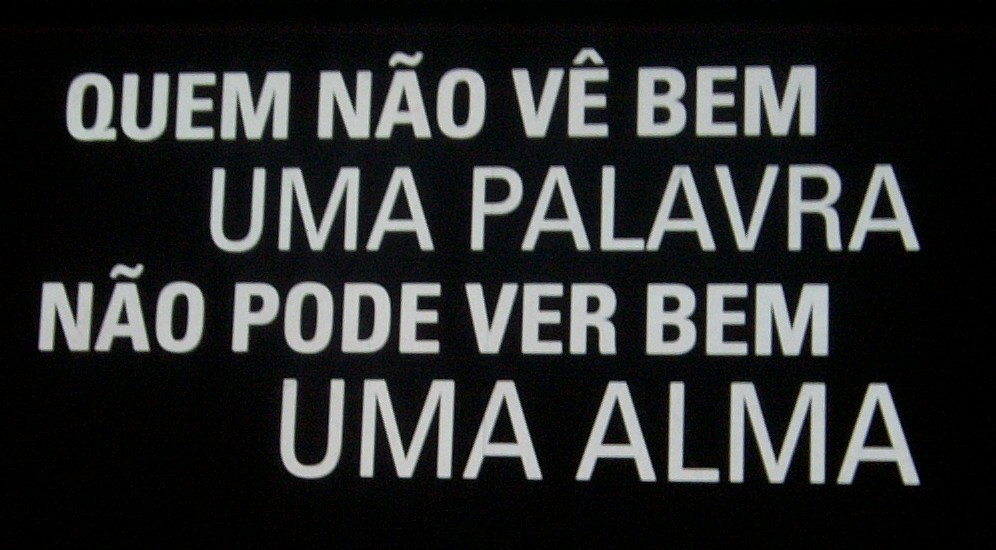 QUEM NÃO VÊ BEM
UMA PALAVRA
NÃO PODE VER BEM
UMA ALMA